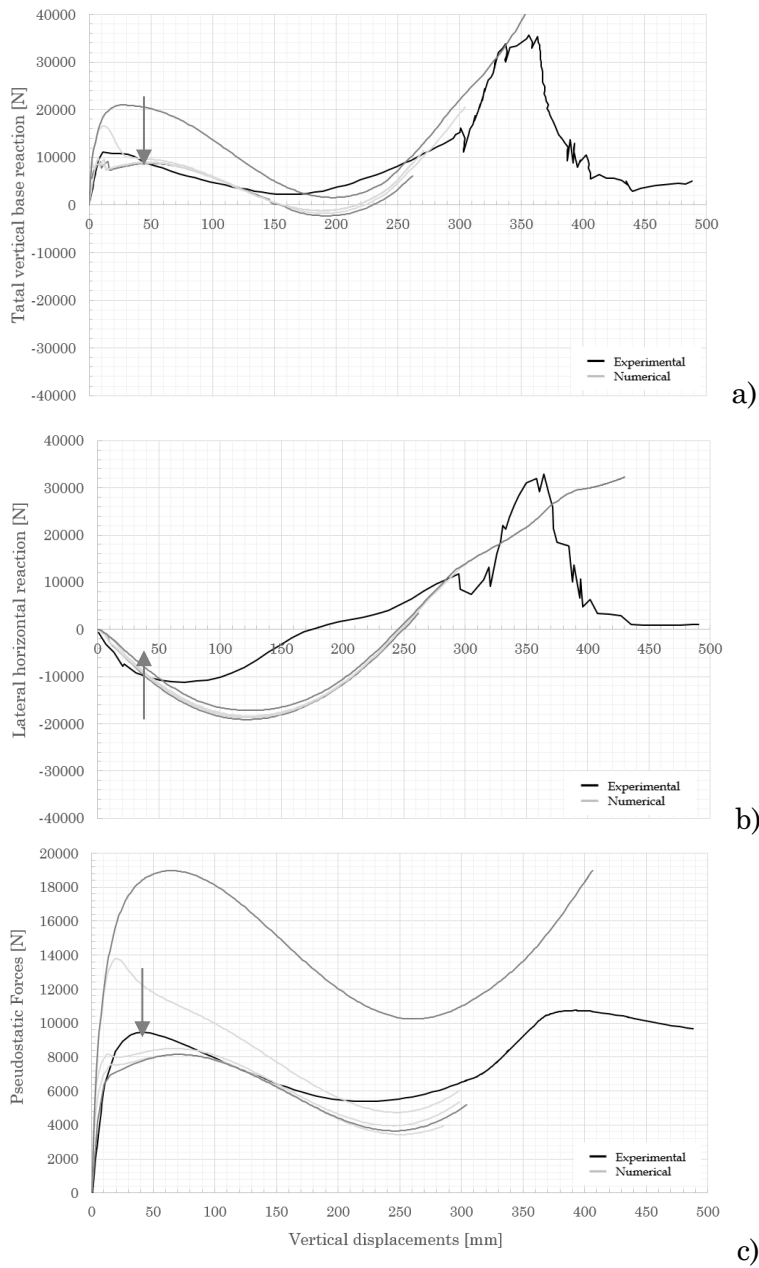 Tatal vertical base reaction [N]
40000
30000
20000
10000
0
-10000
-20000
-30000
-40000
0 50 100 150 200 250 300 350 400 450 500
Experimental
Numerical
a)
Lateral horizontal reaction [N]
40000
30000
20000
10000
0
-10000
-20000
-30000
-40000
0 50 100 150 200 250 300 350 400 450 500
Experimental
Numerical
b)
Pseudostatic Forces [N]
20000
18000
16000
14000
12000
10000
8000
6000
4000
2000
0
0 50 100 150 200 250 300 350 400 450 500
Experimental
Numerical
Vertical displacements [mm]
c)